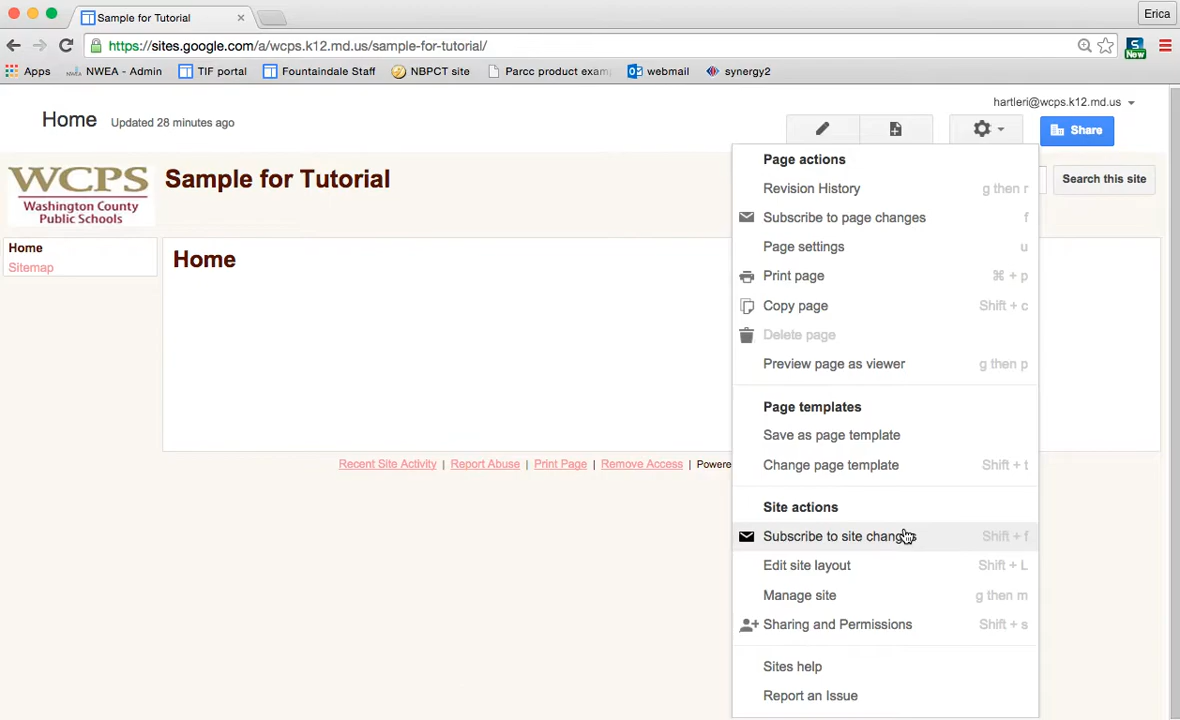 Sample for Tutorial
Erica
https://sites.google.com/a/wcps.k12.md.us/sample-for-tutorial/
New
Apps
NWEA - Admin
TIF portal
Fountaindale Staff
NBPCT site
Parcc product exam
webmail
synergy2
hartleri@wcps.k12.md.us
Home
Updated 28 minutes ago
Share
WCPS
Washington County
Public Schools
Sample for Tutorial
Search this site
Home
Sitemap
Home
Page actions
Revision History g then r
Subscribe to page changes f
Page settings u
Print page ⌘ + p
Copy page Shift + c
Delete page
Preview page as viewer g then p
Page templates
Save as page template
Change page template Shift + t
Site actions
Subscribe to site changes Shift + f
Edit site layout Shift + L
Manage site g then m
Sharing and Permissions Shift + s
Sites help
Report an Issue
Recent Site Activity | Report Abuse | Print Page | Remove Access | Powere